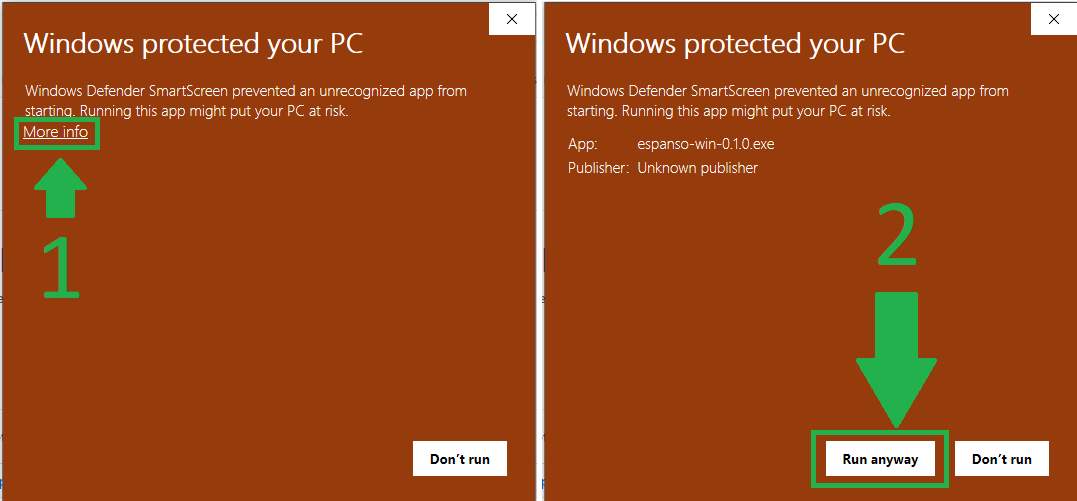 Windows protected your PC
Windows Defender SmartScreen prevented an unrecognized app from
starting. Running this app might put your PC at risk.
More info
1
Don't run
Windows protected your PC
Windows Defender SmartScreen prevented an unrecognized app from
starting. Running this app might put your PC at risk.
App: espanso-win-0.1.0.exe
Publisher: Unknown publisher
2
Run anyway
Don't run